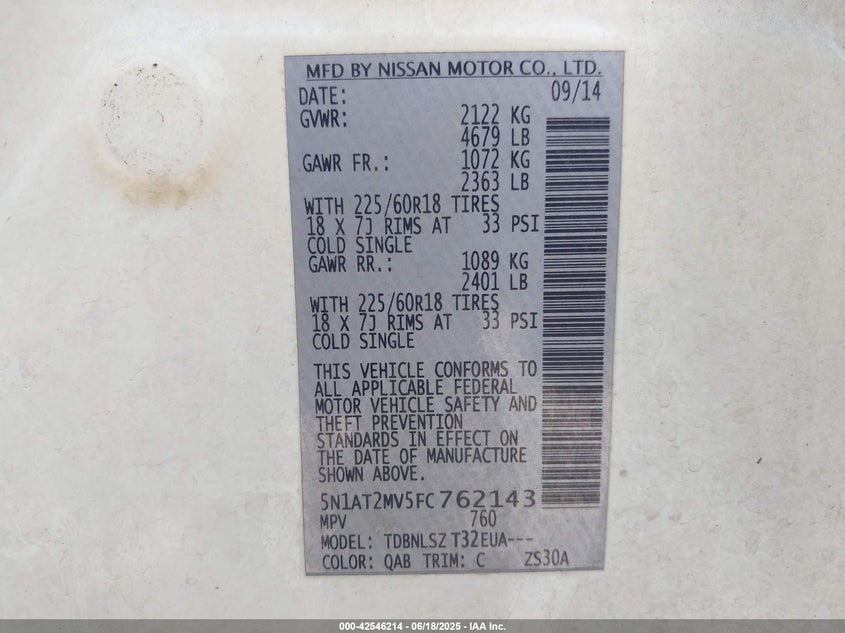 MFD BY NISSAN MOTOR CO., LTD.
DATE: 09/14
GVWR: 2122 KG
4679 LB
GAWR FR.: 1072 KG
2363 LB
WITH 225/60R18 TIRES
18 X 7J RIMS AT 33 PSI
COLD SINGLE
GAWR RR.: 1089 KG
2401 LB
WITH 225/60R18 TIRES
18 X 7J RIMS AT 33 PSI
COLD SINGLE
THIS VEHICLE CONFORMS TO
ALL APPLICABLE FEDERAL
MOTOR VEHICLE SAFETY AND
THEFT PREVENTION
STANDARDS IN EFFECT ON
THE DATE OF MANUFACTURE
SHOWN ABOVE.
5N1AT2MV5FC762143
MPV 760
MODEL: TDBNLSZ T32EUA---
COLOR: QAB TRIM: C ZS30A
000-42546214 - 06/18/2025 - IAA Inc.